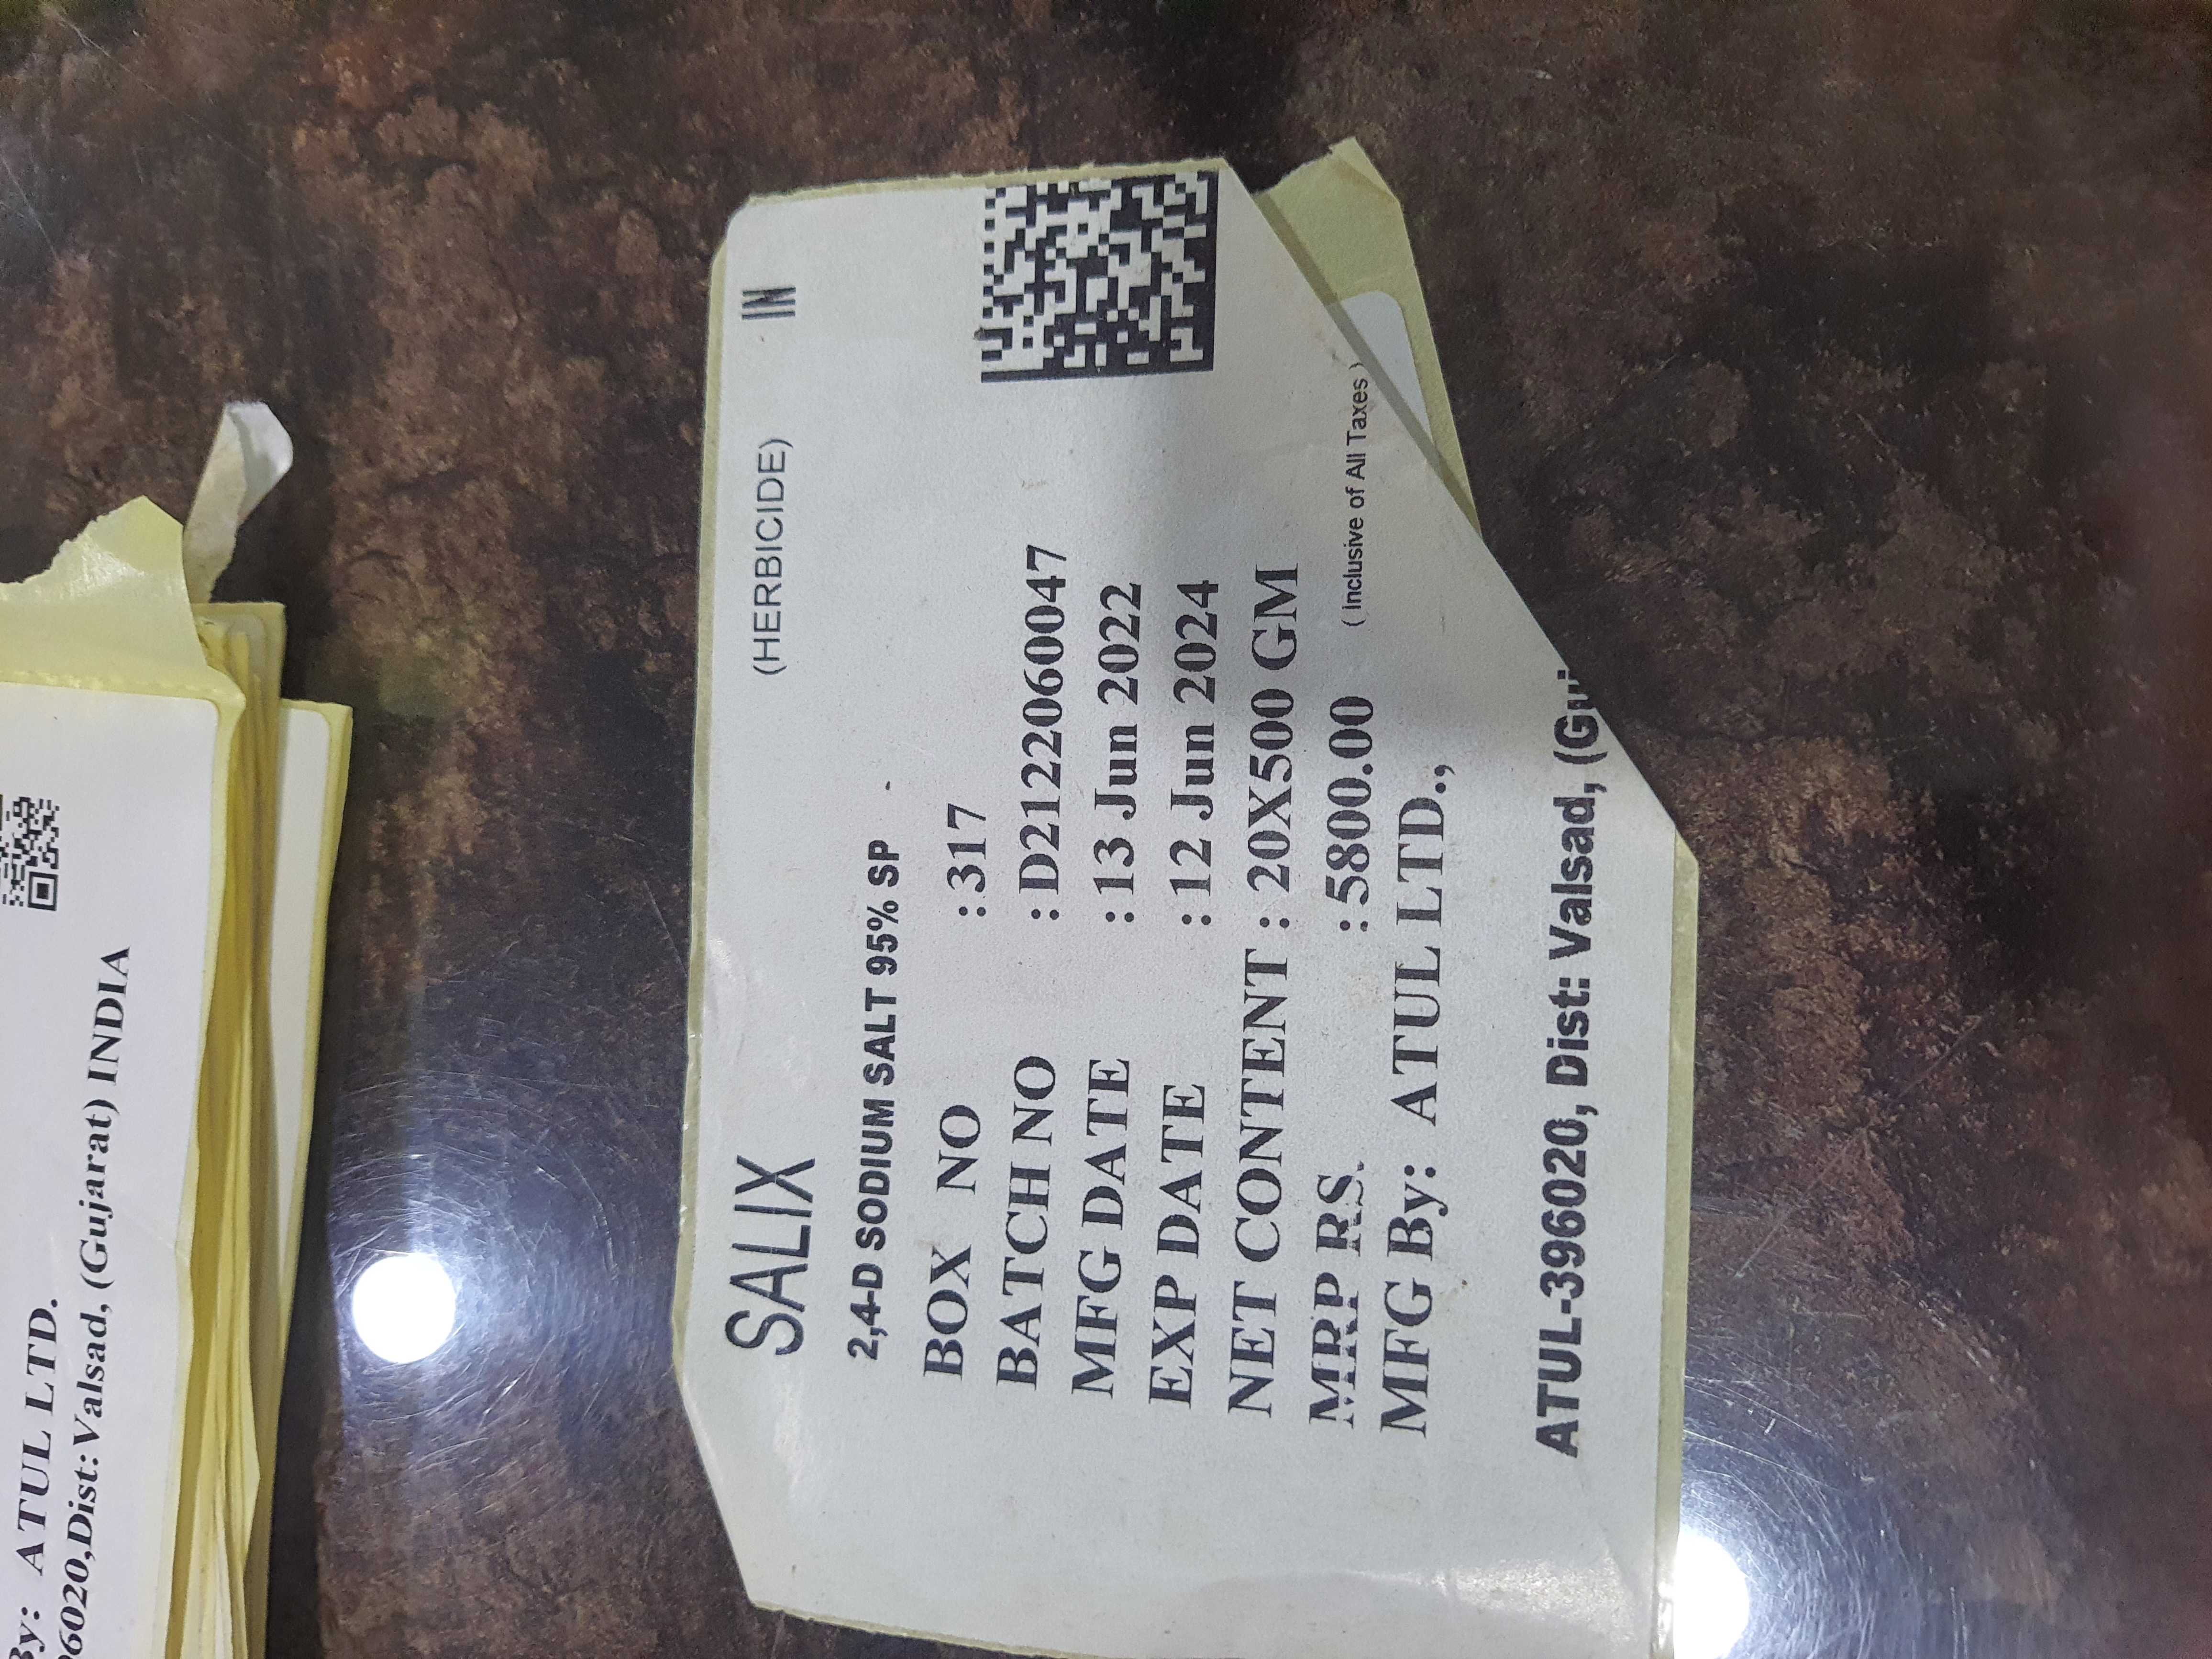 SALIX (HERBICIDE) IN
2,4-D SODIUM SALT 95% SP
BOX NO : 317
BATCH NO : D2122060047
MFG DATE : 13 Jun 2022
EXP DATE : 12 Jun 2024
NET CONTENT : 20X500 GM
MRP RS. : 5800.00 ( Inclusive of All Taxes )
MFG By: ATUL LTD.,
ATUL-396020, Dist: Valsad,
By: ATUL LTD.
96020,Dist: Valsad, (Gujarat) INDIA